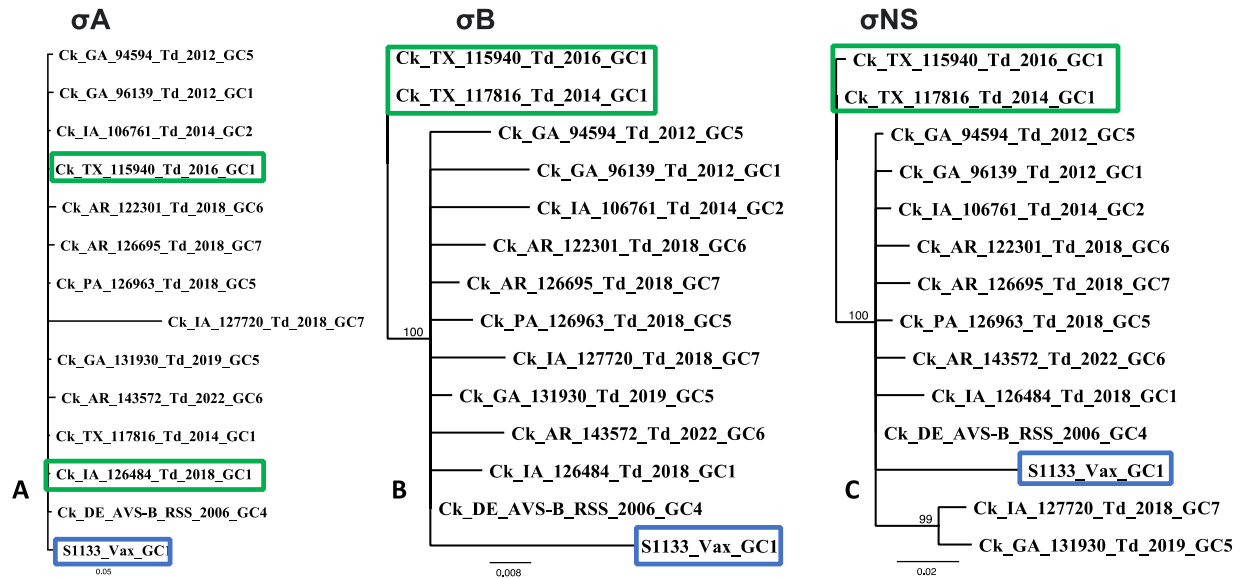 σA
Ck_GA_94594_Td_2012_GC5
Ck_GA_96139_Td_2012_GC1
Ck_IA_106761_Td_2014_GC2
Ck_TX_115940_Td_2016_GC1
Ck_AR_122301_Td_2018_GC6
Ck_AR_126695_Td_2018_GC7
Ck_PA_126963_Td_2018_GC5
Ck_IA_127720_Td_2018_GC7
Ck_GA_131930_Td_2019_GC5
Ck_AR_143572_Td_2022_GC6
Ck_TX_117816_Td_2014_GC1
Ck_IA_126484_Td_2018_GC1
A
Ck_DE_AVS-B_RSS_2006_GC4
S1133_Vax_GC1
0.05
σB
Ck_TX_115940_Td_2016_GC1
Ck_TX_117816_Td_2014_GC1
Ck_GA_94594_Td_2012_GC5
Ck_GA_96139_Td_2012_GC1
Ck_IA_106761_Td_2014_GC2
Ck_AR_122301_Td_2018_GC6
Ck_AR_126695_Td_2018_GC7
Ck_PA_126963_Td_2018_GC5
100
Ck_IA_127720_Td_2018_GC7
Ck_GA_131930_Td_2019_GC5
Ck_AR_143572_Td_2022_GC6
Ck_IA_126484_Td_2018_GC1
B
Ck_DE_AVS-B_RSS_2006_GC4
S1133_Vax_GC1
0.008
σNS
Ck_TX_115940_Td_2016_GC1
Ck_TX_117816_Td_2014_GC1
Ck_GA_94594_Td_2012_GC5
Ck_GA_96139_Td_2012_GC1
Ck_IA_106761_Td_2014_GC2
Ck_AR_122301_Td_2018_GC6
Ck_AR_126695_Td_2018_GC7
100
Ck_PA_126963_Td_2018_GC5
Ck_AR_143572_Td_2022_GC6
Ck_IA_126484_Td_2018_GC1
Ck_DE_AVS-B_RSS_2006_GC4
S1133_Vax_GC1
C
Ck_IA_127720_Td_2018_GC7
99
Ck_GA_131930_Td_2019_GC5
0.02